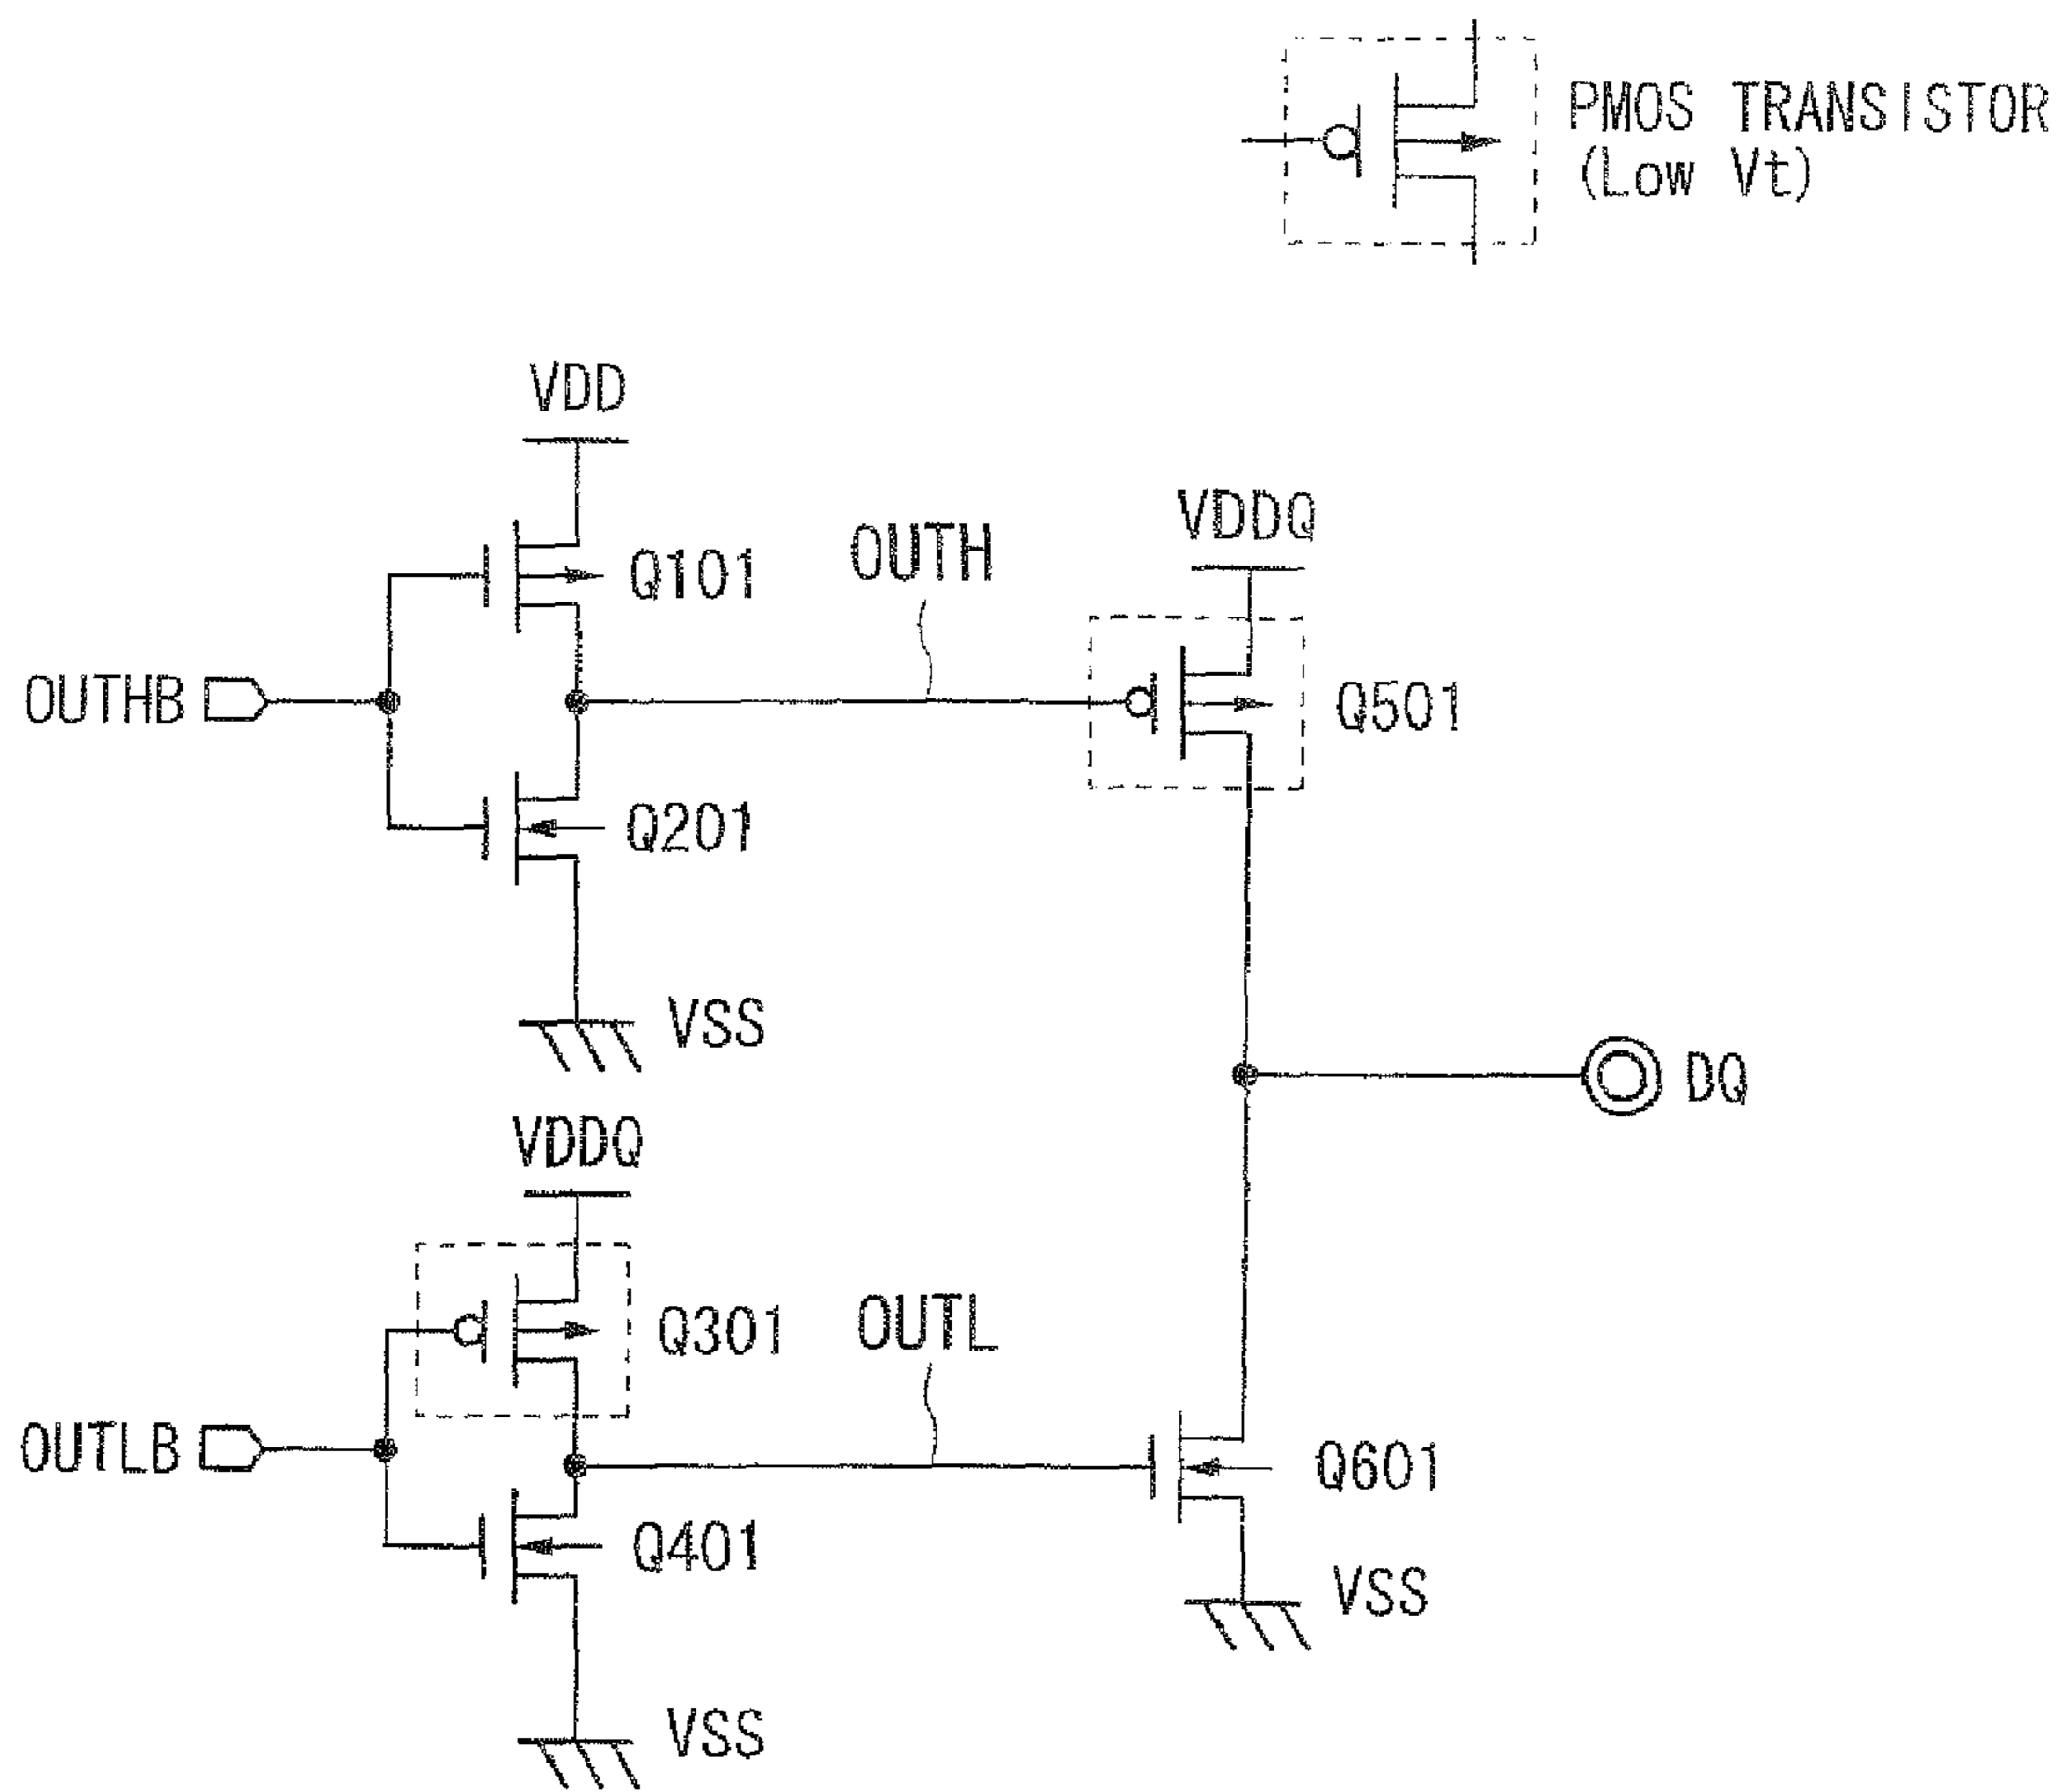 PMOS TRANSISTOR
(Low Vt)
VDD
VDDQ
OUTH
Q101
OUTHB
Q501
Q201
VSS
DQ
VDDQ
Q301
OUTL
OUTLB
Q601
Q401
VSS
VSS